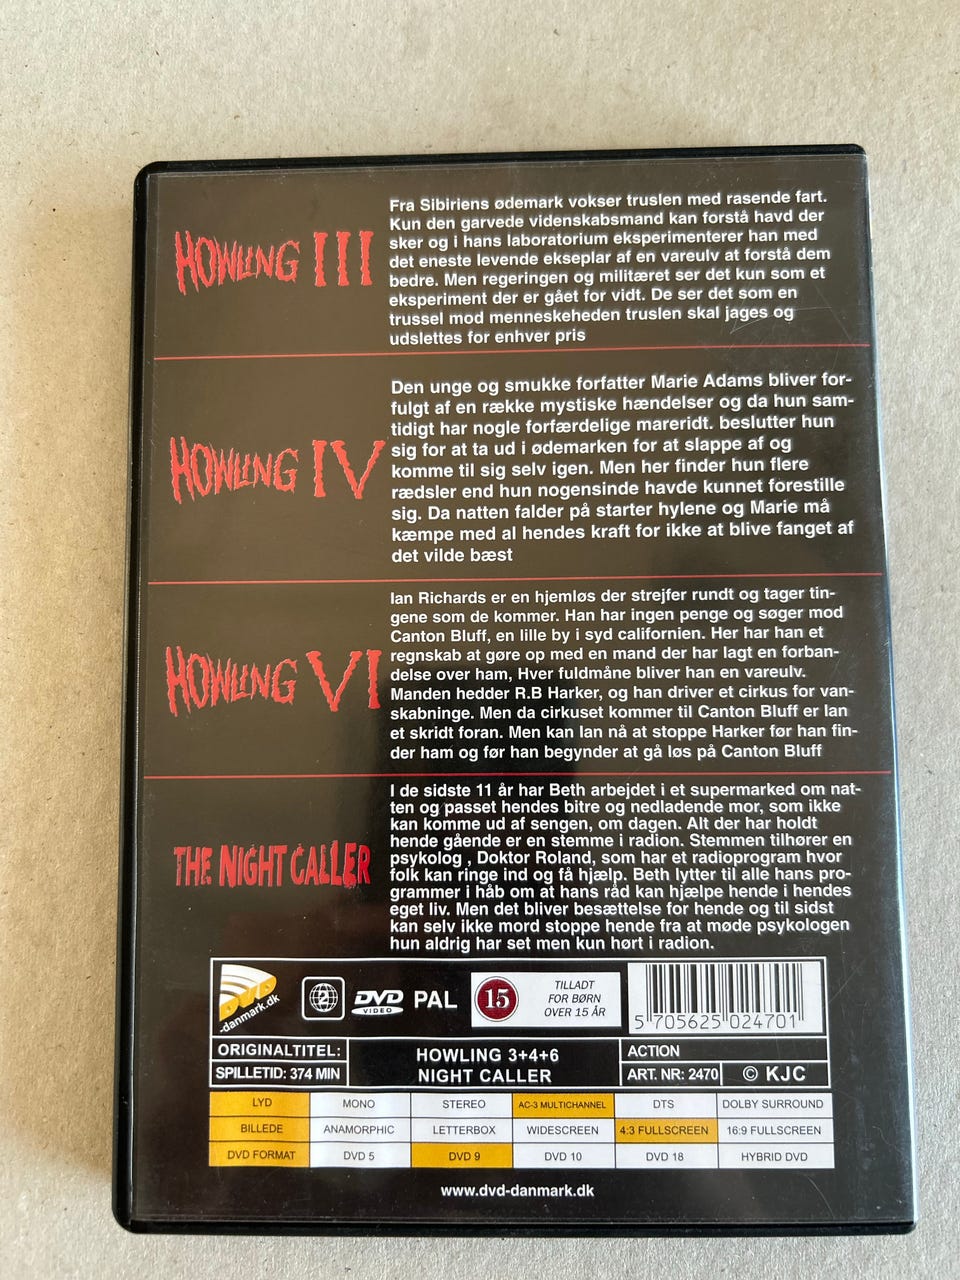 HOWLING III
Fra Sibiriens ødemark vokser truslen med rasende fart.
Kun den garvede videnskabsmand kan forstå havd der
sker og i hans laboratorium eksperimenterer han med
det eneste levende ekseplar af en vareulv at forstå dem
bedre. Men regeringen og militæret ser det kun som et
eksperiment der er gået for vidt. De ser det som en
trussel mod menneskeheden truslen skal jages og
udslettes for enhver pris
HOWLING IV
Den unge og smukke forfatter Marie Adams bliver for-
fulgt af en række mystiske hændelser og da hun sam-
tidigt har nogle forfærdelige mareridt. beslutter hun
sig for at ta ud i ødemarken for at slappe af og
komme til sig selv igen. Men her finder hun flere
rædsler end hun nogensinde havde kunnet forestille
sig. Da natten falder på starter hylene og Marie må
kæmpe med al hendes kraft for ikke at blive fanget af
det vilde bæst
HOWLING VI
Ian Richards er en hjemløs der strejfer rundt og tager tin-
gene som de kommer. Han har ingen penge og søger mod
Canton Bluff, en lille by i syd californien. Her har han et
regnskab at gøre op med en mand der har lagt en forban-
delse over ham, Hver fuldmåne bliver han en vareulv.
Manden hedder R.B Harker, og han driver et cirkus for van-
skabninge. Men da cirkuset kommer til Canton Bluff er Ian
et skridt foran. Men kan Ian nå at stoppe Harker før han fin-
der ham og før han begynder at gå løs på Canton Bluff
THE NIGHT CALLER
I de sidste 11 år har Beth arbejdet i et supermarked om nat-
ten og passet hendes bitre og nedladende mor, som ikke
kan komme ud af sengen, om dagen. Alt der har holdt
hende gående er en stemme i radion. Stemmen tilhører en
psykolog , Doktor Roland, som har et radioprogram hvor
folk kan ringe ind og få hjælp. Beth lytter til alle hans pro-
grammer i håb om at hans råd kan hjælpe hende i hendes
eget liv. Men det bliver besættelse for hende og til sidst
kan selv ikke mord stoppe hende fra at møde psykologen
hun aldrig har set men kun hørt i radion.
DVD
-danmark.dk
2
DVD
VIDEO
PAL
15
TILLADT
FOR BØRN
OVER 15 ÅR
5 705625 024701
ORIGINALTITEL:
HOWLING 3+4+6
ACTION
SPILLETID: 374 MIN
NIGHT CALLER
ART. NR: 2470
© KJC
LYD MONO STEREO AC-3 MULTICHANNEL DTS DOLBY SURROUND
BILLEDE ANAMORPHIC LETTERBOX WIDESCREEN 4:3 FULLSCREEN 16:9 FULLSCREEN
DVD FORMAT DVD 5 DVD 9 DVD 10 DVD 18 HYBRID DVD
www.dvd-danmark.dk